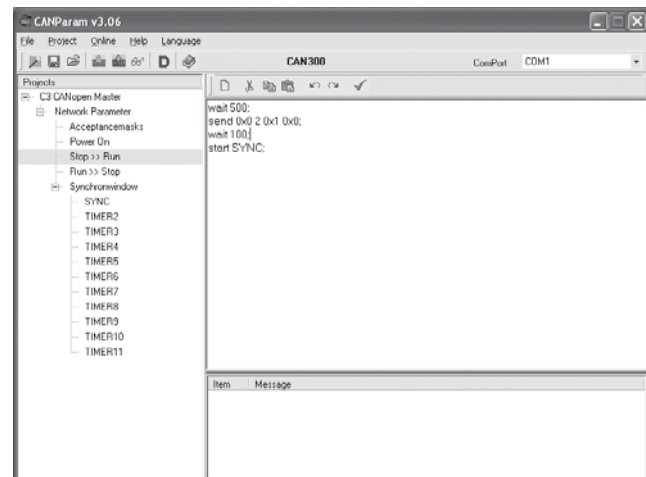 CANParam v3.06
File Project Online Help Language
D CAN300 ComPort COM1
Projects
C3 CANopen Master
Network Parameter
Acceptancemasks
Power On
Stop >> Run
Run >> Stop
Synchronwindow
SYNC
TIMER2
TIMER3
TIMER4
TIMER5
TIMER6
TIMER7
TIMER8
TIMER9
TIMER10
TIMER11
wait 500;
send 0x0 2 0x1 0x0;
wait 100;
start SYNC;
Item Message